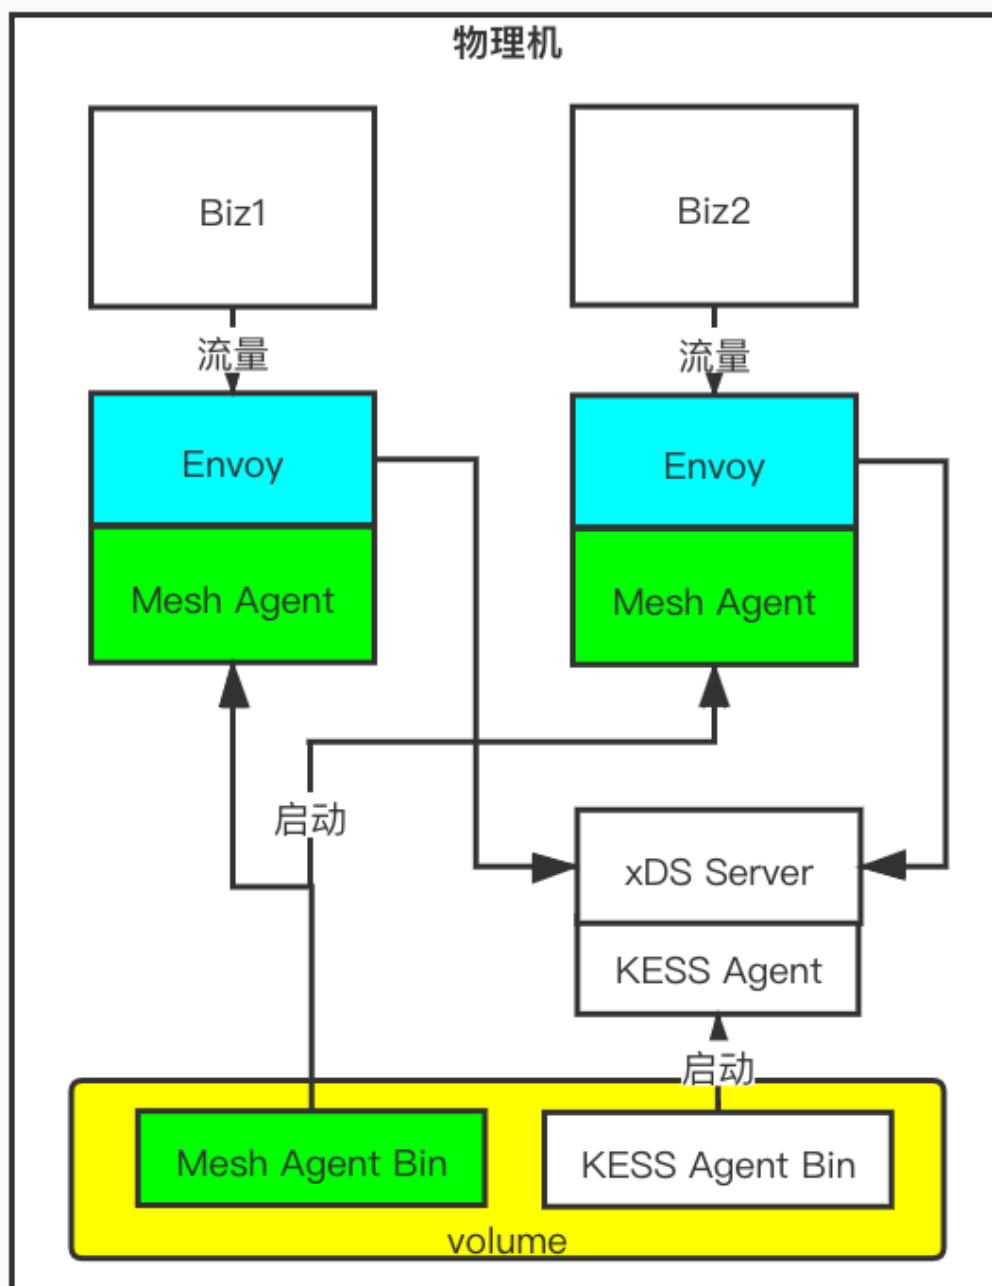 物理机
Biz1
Biz2
流量
流量
Envoy
Envoy
Mesh Agent
Mesh Agent
启动
xDS Server
KESS Agent
启动
Mesh Agent Bin
KESS Agent Bin
volume